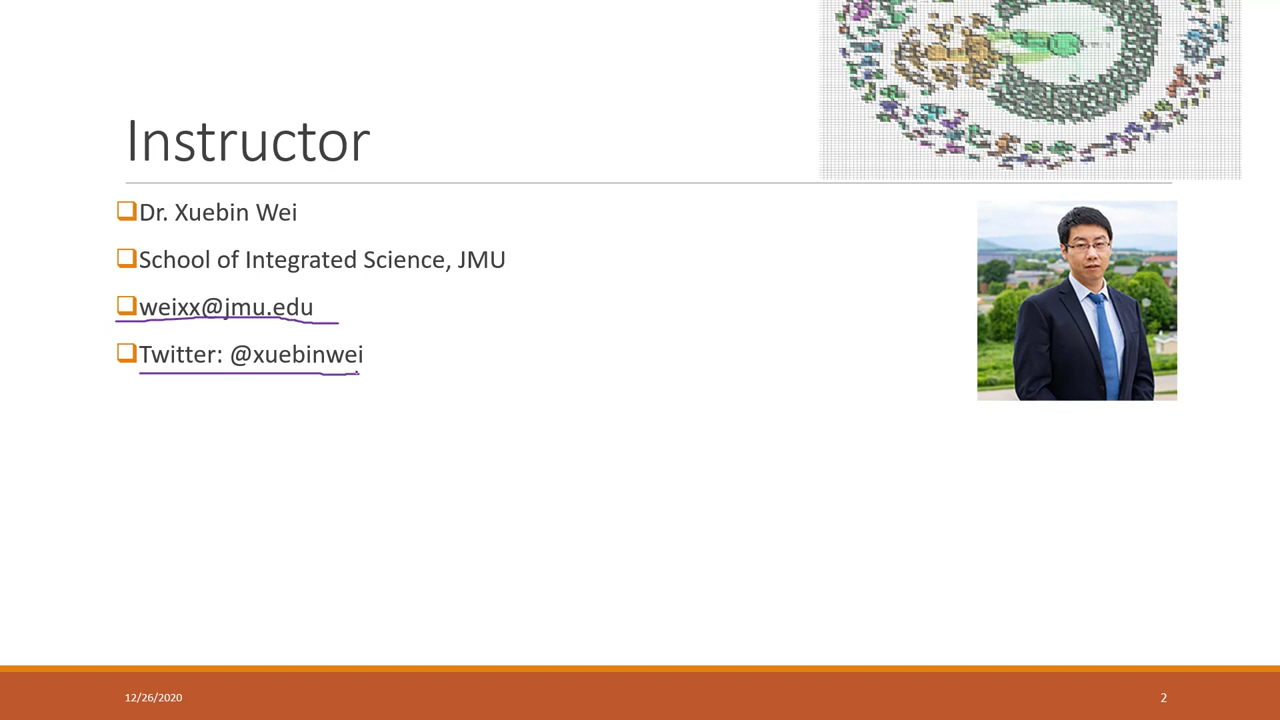 Instructor
Dr. Xuebin Wei
School of Integrated Science, JMU
weixx@jmu.edu
Twitter: @xuebinwei
12/26/2020
2